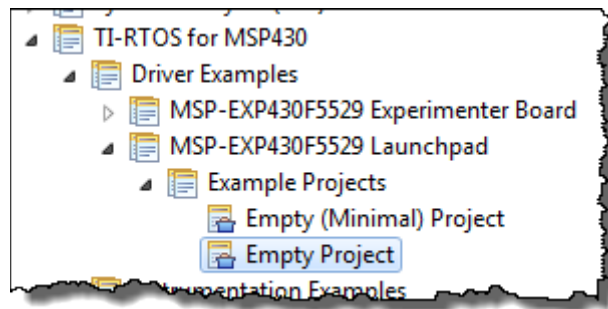 TI-RTOS for MSP430
Driver Examples
MSP-EXP430F5529 Experimenter Board
MSP-EXP430F5529 Launchpad
Example Projects
Empty (Minimal) Project
Empty Project
Examples